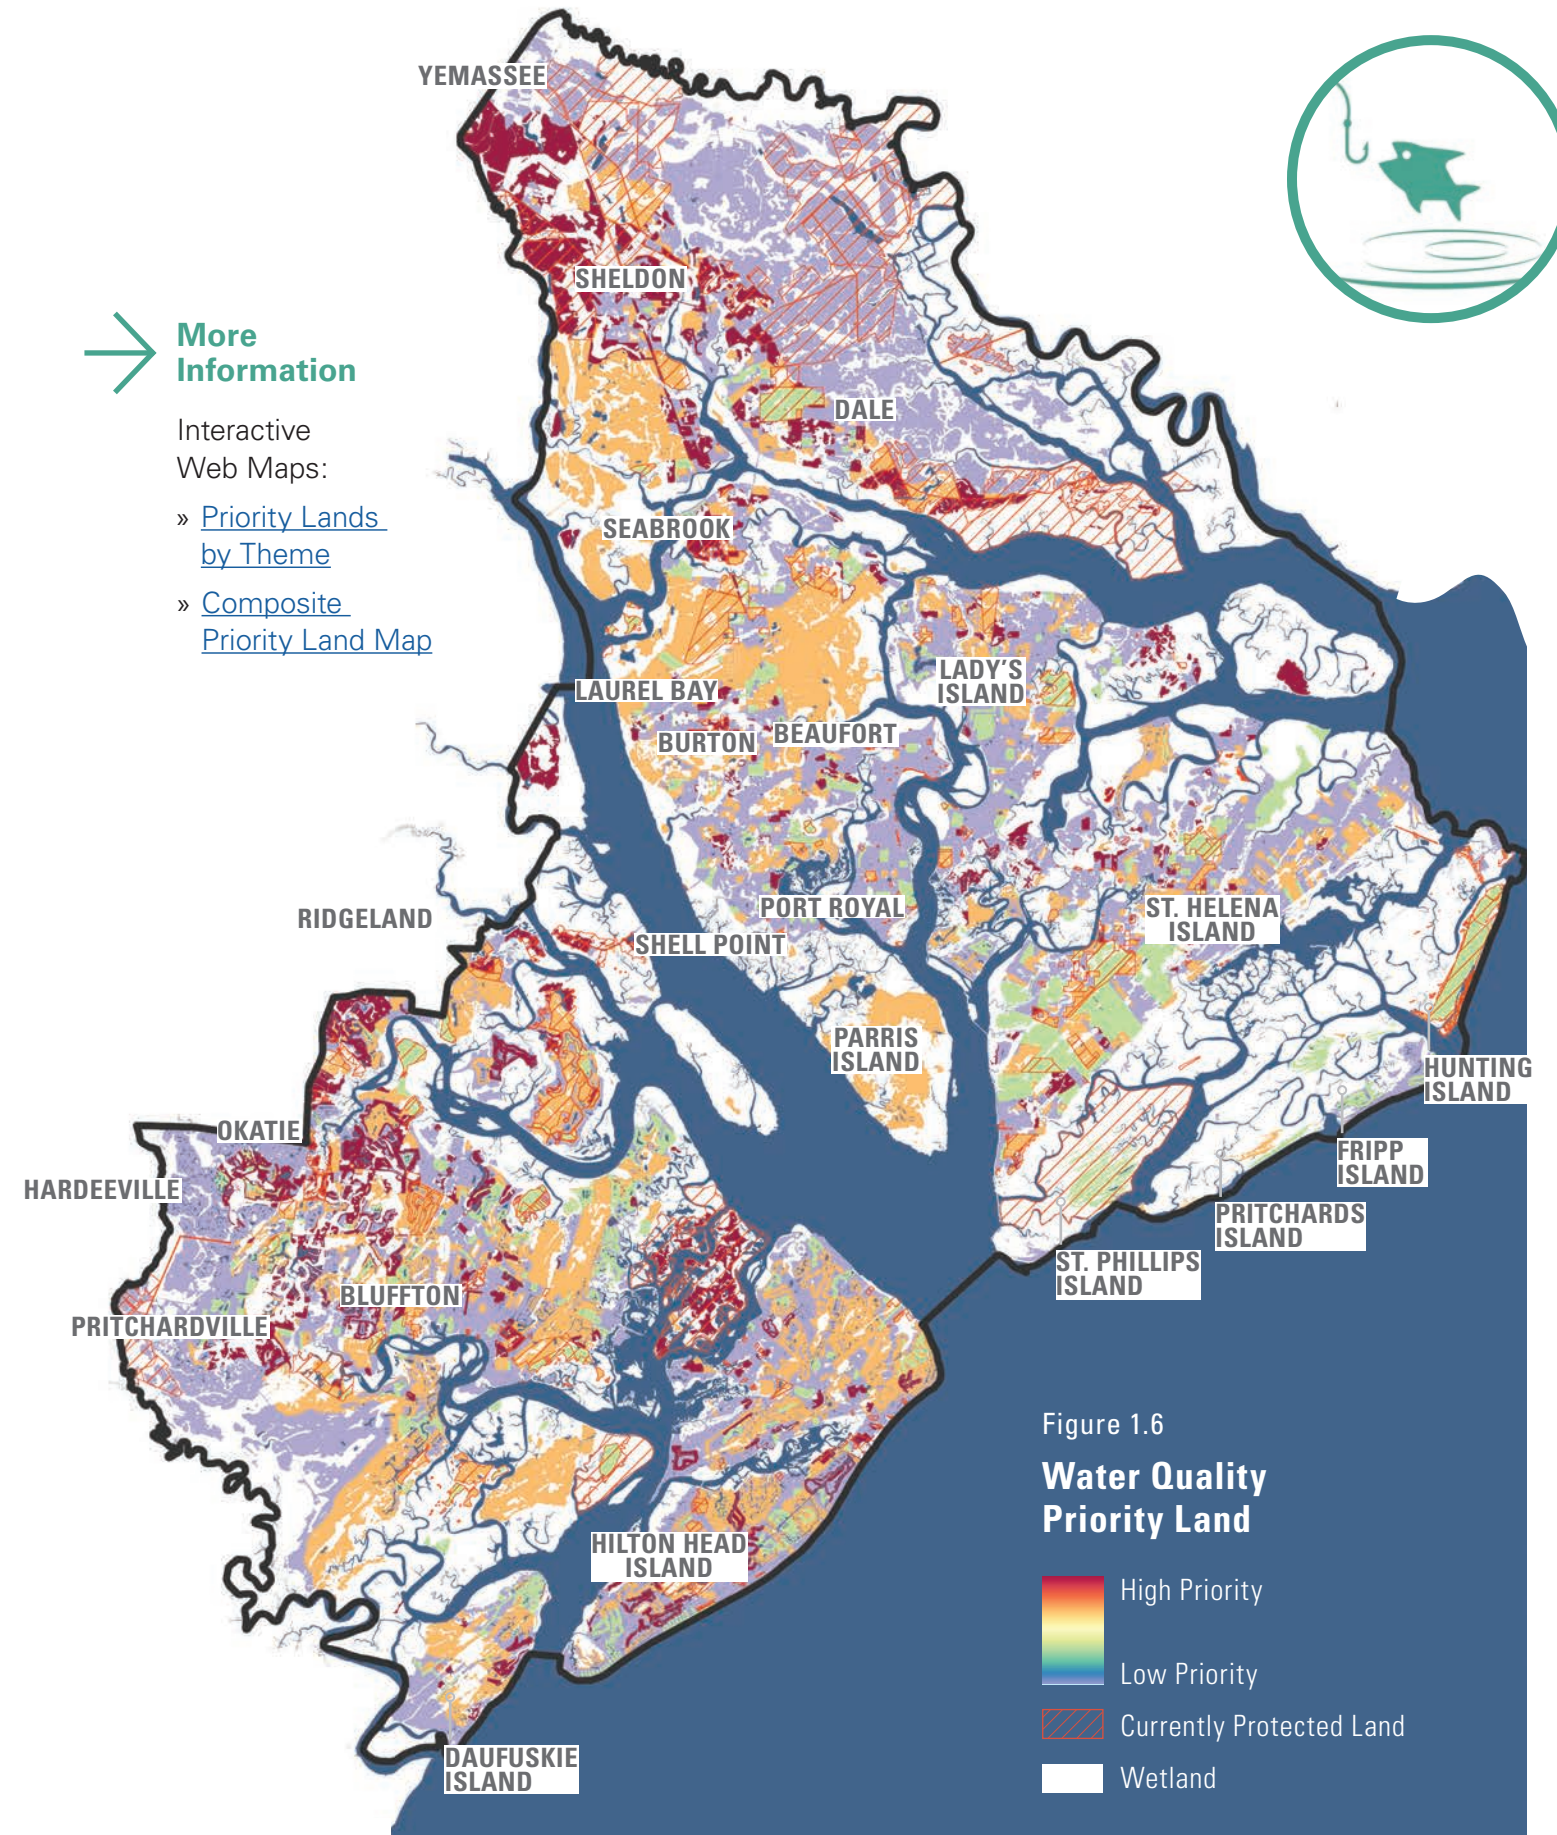 YEMASSEE
SHELDON
More
Information
DALE
Interactive
Web Maps:
» Priority Lands
by Theme
» Composite
Priority Land Map
SEABROOK
LADY'S
ISLAND
LAUREL BAY
BURTON
BEAUFORT
RIDGELAND
PORT ROYAL
ST. HELENA
ISLAND
SHELL POINT
PARRIS
ISLAND
HUNTING
ISLAND
OKATIE
FRIPP
ISLAND
HARDEEVILLE
PRITCHARDS
ISLAND
ST. PHILLIPS
ISLAND
BLUFFTON
PRITCHARDVILLE
HILTON HEAD
ISLAND
DAUFUSKIE
ISLAND
Figure 1.6
Water Quality
Priority Land
High Priority
Low Priority
Currently Protected Land
Wetland